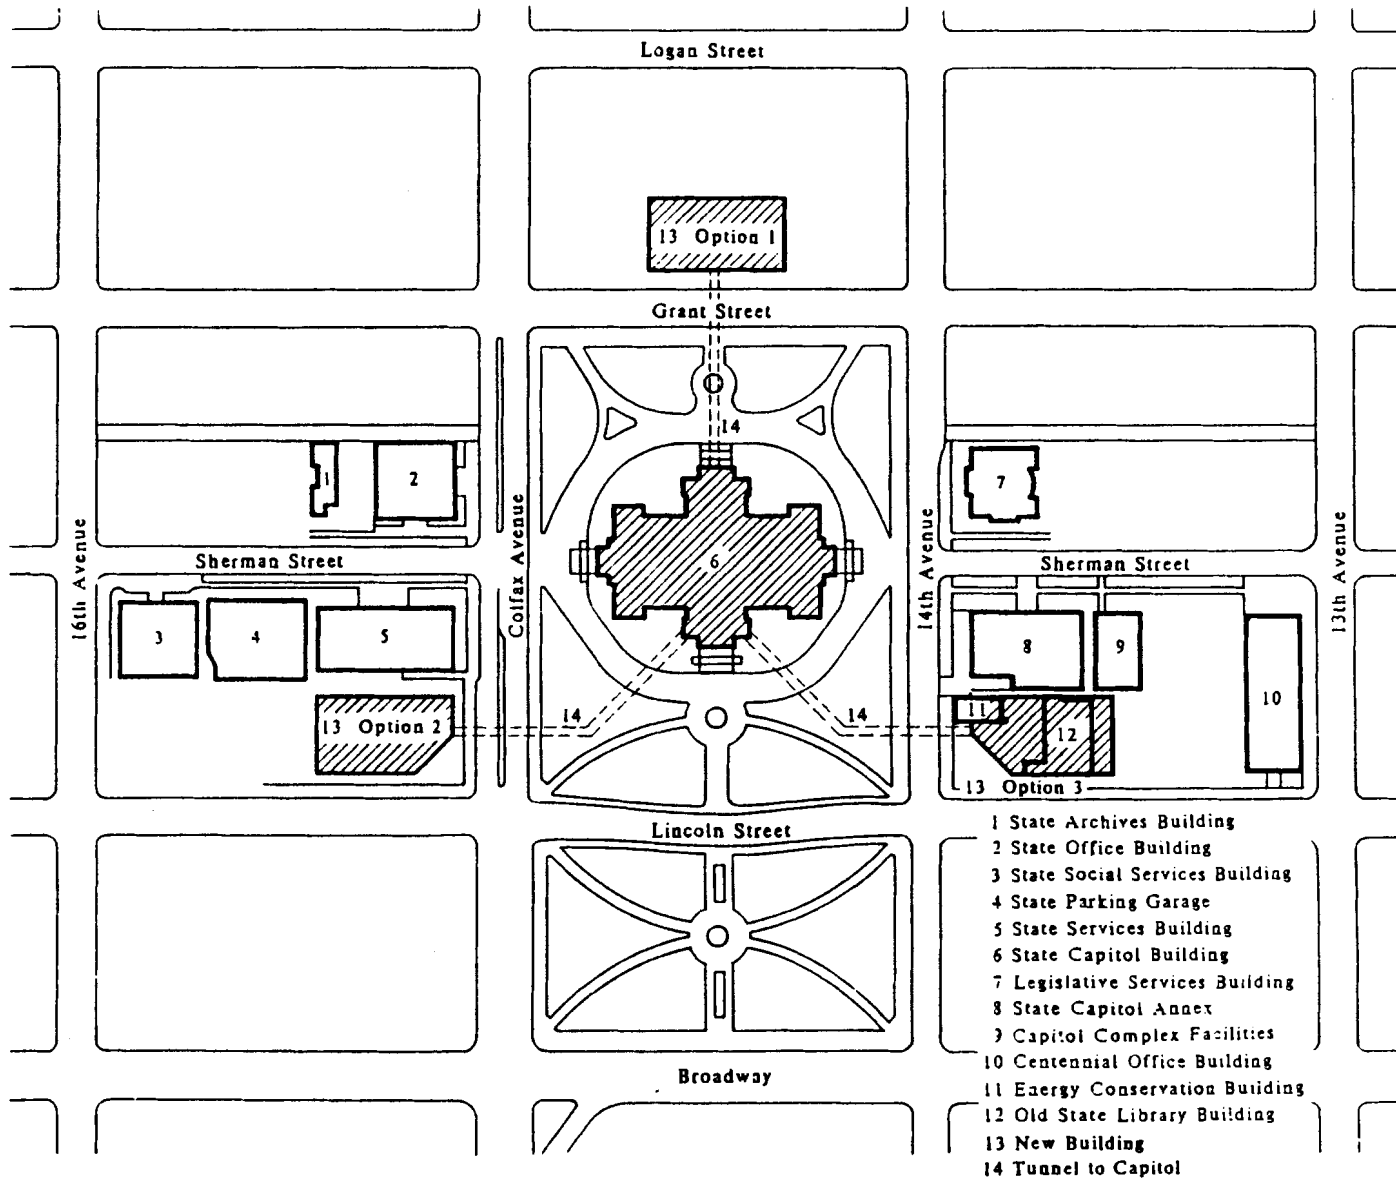 Logan Street
13 Option 1
Grant Street
14
1
2
7
16th Avenue
Colfax Avenue
14th Avenue
13th Avenue
6
Sherman Street
Sherman Street
3
4
5
8
9
10
13 Option 2
14
14
11
12
13 Option 3
Lincoln Street
1 State Archives Building
2 State Office Building
3 State Social Services Building
4 State Parking Garage
5 State Services Building
6 State Capitol Building
7 Legislative Services Building
8 State Capitol Annex
9 Capitol Complex Facilities
10 Centennial Office Building
11 Energy Conservation Building
12 Old State Library Building
13 New Building
14 Tunnel to Capitol
Broadway